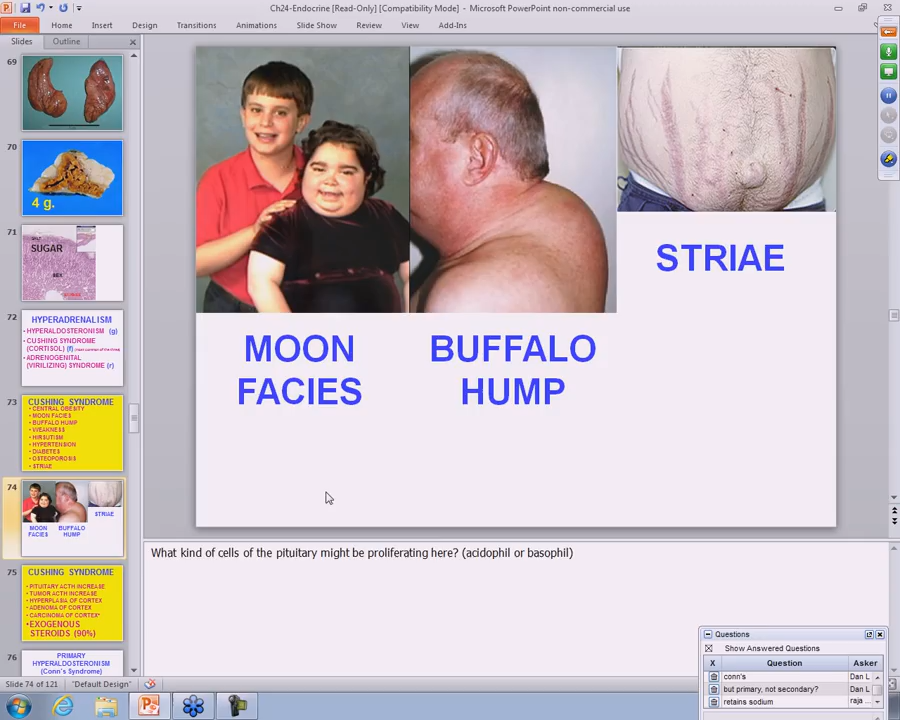 Ch24-Endocrine [Read-Only] [Compatibility Mode] - Microsoft PowerPoint non-commercial use
File Home Insert Design Transitions Animations Slide Show Review View Add-Ins
Slides Outline
69
70
4 g.
71
SALT
SUGAR
SEX
72
HYPERADRENALISM
• HYPERALDOSTERONISM (g)
• CUSHING SYNDROME
(CORTISOL) (f)
• ADRENOGENITAL
(VIRILIZING) SYNDROME (r)
73
CUSHING SYNDROME
• CENTRAL OBESITY
• MOON FACIES
• BUFFALO HUMP
• WEAKNESS
• HIRSUTISM
• HYPERTENSION
• DIABETES
• OSTEOPOROSIS
• STRIAE
74
MOON
FACIES
BUFFALO
HUMP
STRIAE
75
CUSHING SYNDROME
• PITUITARY ACTH INCREASE
• TUMOR ACTH INCREASE
• HYPERPLASIA OF CORTEX
• ADENOMA OF CORTEX
• CARCINOMA OF CORTEX*
• EXOGENOUS
STEROIDS (90%)
76
PRIMARY
HYPERALDOSTERONISM
(Conn's Syndrome)
MOON
FACIES
BUFFALO
HUMP
STRIAE
What kind of cells of the pituitary might be proliferating here? (acidophil or basophil)
Questions
Show Answered Questions
X Question Asker
conn's Dan L
but primary, not secondary? Dan L
retains sodium raja ...
Slide 74 of 121 "Default Design"